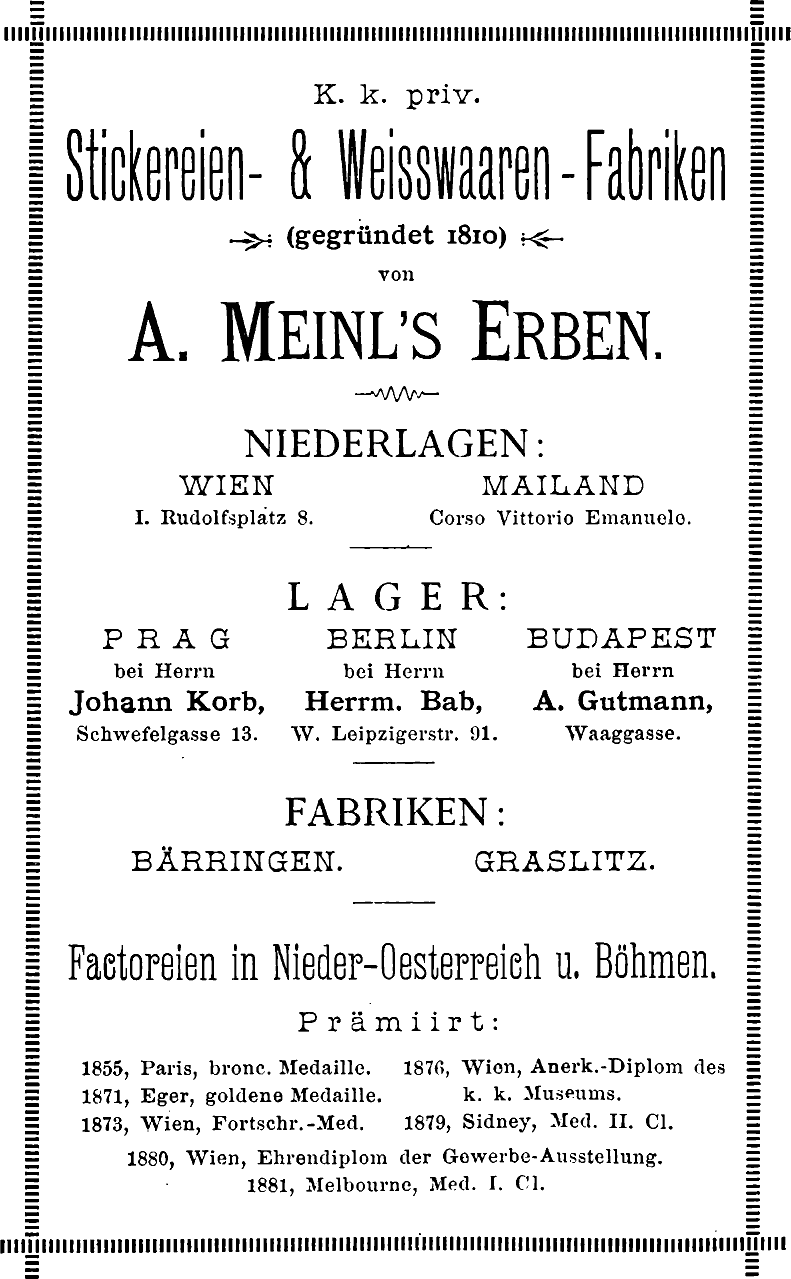 K. k. priv.
Stickereien- & Weisswaaren-Fabriken
(gegründet 1810)
von
A. MEINL'S ERBEN.
NIEDERLAGEN:
WIEN MAILAND
I. Rudolfsplatz 8. Corso Vittorio Emanuelo.
LAGER:
PRAG BERLIN BUDAPEST
bei Herrn bei Herrn bei Herrn
Johann Korb, Herrm. Bab, A. Gutmann,
Schwefelgasse 13. W. Leipzigerstr. 91. Waaggasse.
FABRIKEN:
BÄRRINGEN. GRASLITZ.
Factoreien in Nieder-Oesterreich u. Böhmen.
Prämiirt:
1855, Paris, bronc. Medaille. 1876, Wien, Anerk.-Diplom des
1871, Eger, goldene Medaille. k. k. Museums.
1873, Wien, Fortschr.-Med. 1879, Sidney, Med. II. Cl.
1880, Wien, Ehrendiplom der Gewerbe-Ausstellung.
1881, Melbourne, Med. I. Cl.